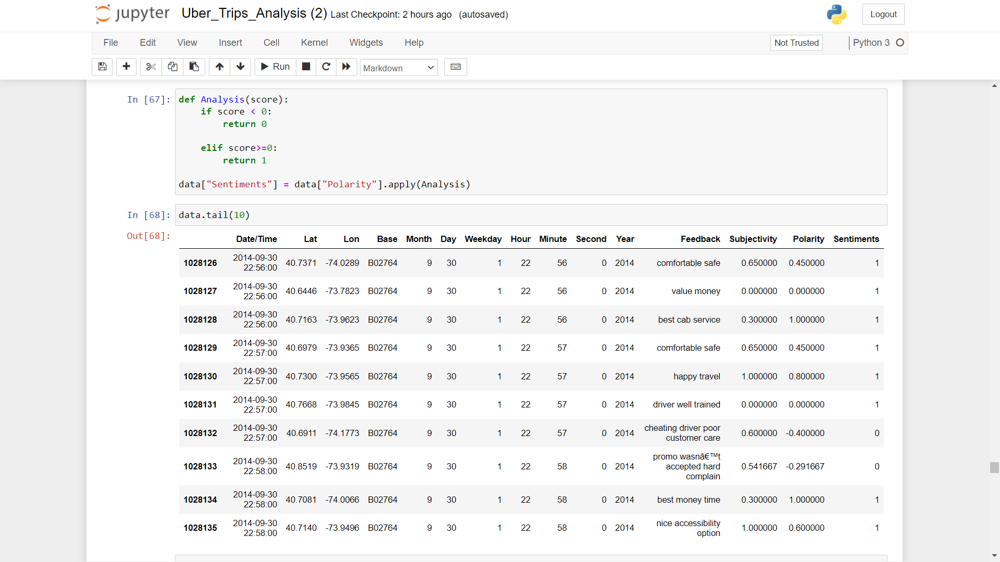 jupyter Uber_Trips_Analysis (2) Last Checkpoint: 2 hours ago (autosaved) Logout
File Edit View Insert Cell Kernel Widgets Help Not Trusted Python 3
Run Markdown
In [67]: def Analysis(score):
    if score < 0:
        return 0
    elif score>=0:
        return 1
data["Sentiments"] = data["Polarity"].apply(Analysis)
In [68]: data.tail(10)
Out[68]:
Date/Time Lat Lon Base Month Day Weekday Hour Minute Second Year Feedback Subjectivity Polarity Sentiments
1028126 2014-09-30 22:56:00 40.7371 -74.0289 B02764 9 30 1 22 56 0 2014 comfortable safe 0.650000 0.450000 1
1028127 2014-09-30 22:56:00 40.6446 -73.7823 B02764 9 30 1 22 56 0 2014 value money 0.000000 0.000000 1
1028128 2014-09-30 22:56:00 40.7163 -73.9623 B02764 9 30 1 22 56 0 2014 best cab service 0.300000 1.000000 1
1028129 2014-09-30 22:57:00 40.6979 -73.9365 B02764 9 30 1 22 57 0 2014 comfortable safe 0.650000 0.450000 1
1028130 2014-09-30 22:57:00 40.7300 -73.9565 B02764 9 30 1 22 57 0 2014 happy travel 1.000000 0.800000 1
1028131 2014-09-30 22:57:00 40.7668 -73.9845 B02764 9 30 1 22 57 0 2014 driver well trained 0.000000 0.000000 1
1028132 2014-09-30 22:57:00 40.6911 -74.1773 B02764 9 30 1 22 57 0 2014 cheating driver poor customer care 0.600000 -0.400000 0
1028133 2014-09-30 22:58:00 40.8519 -73.9319 B02764 9 30 1 22 58 0 2014 promo wasnâ€™t accepted hard complain 0.541667 -0.291667 0
1028134 2014-09-30 22:58:00 40.7081 -74.0066 B02764 9 30 1 22 58 0 2014 best money time 0.300000 1.000000 1
1028135 2014-09-30 22:58:00 40.7140 -73.9496 B02764 9 30 1 22 58 0 2014 nice accessibility option 1.000000 0.600000 1